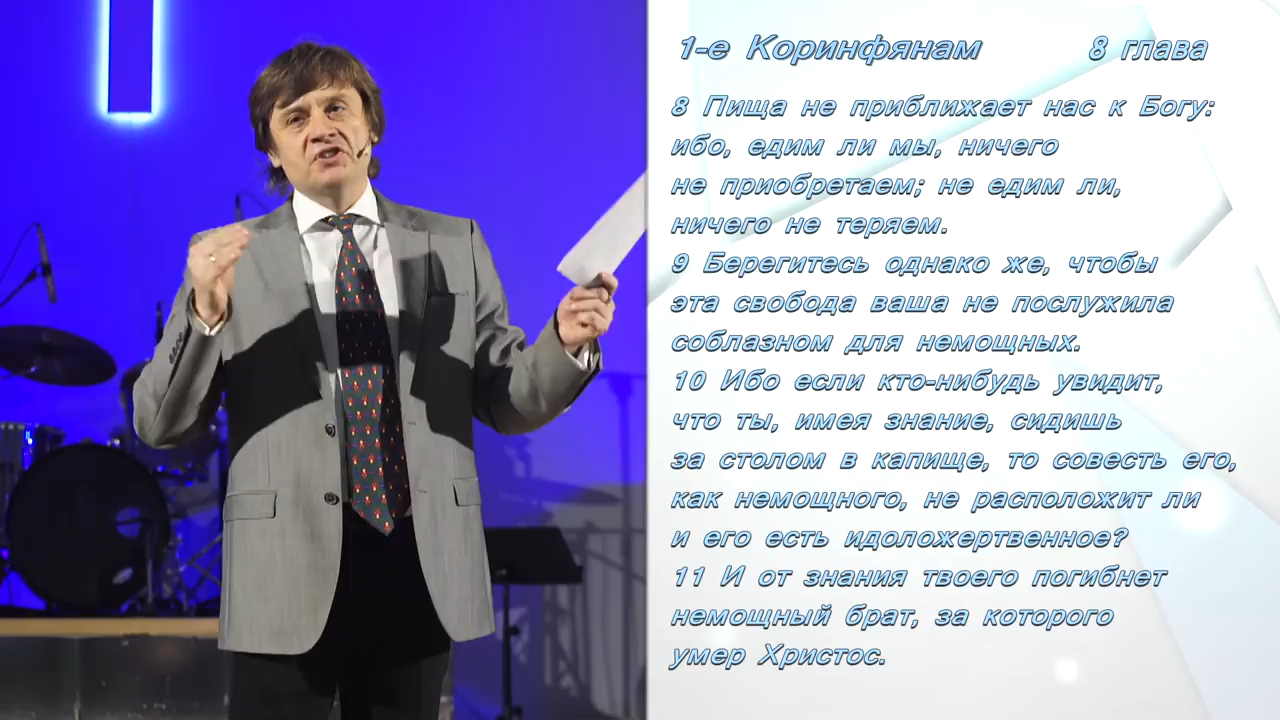 1-е Коринфянам 8 глава
8 Пища не приближает нас к Богу:
ибо, едим ли мы, ничего
не приобретаем; не едим ли,
ничего не теряем.
9 Берегитесь однако же, чтобы
эта свобода ваша не послужила
соблазном для немощных.
10 Ибо если кто-нибудь увидит,
что ты, имея знание, сидишь
за столом в капище, то совесть его,
как немощного, не расположит ли
и его есть идоложертвенное?
11 И от знания твоего погибнет
немощный брат, за которого
умер Христос.